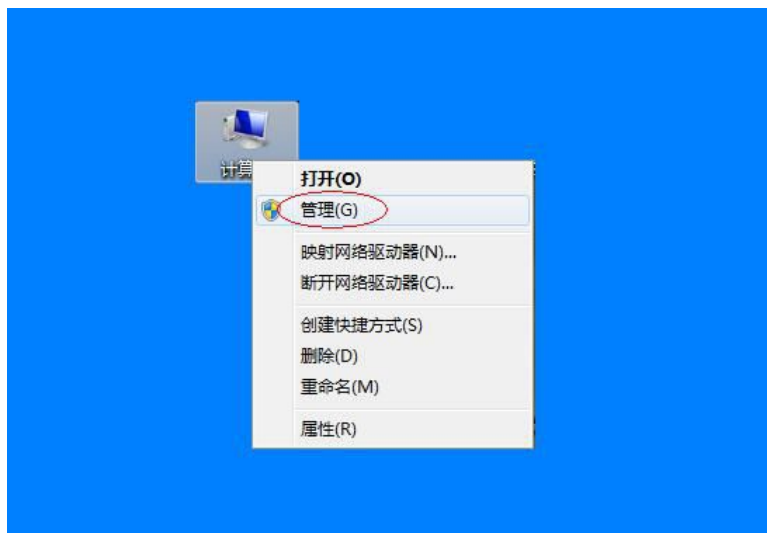 计算
打开(O)
管理(G)
映射网络驱动器(N)...
断开网络驱动器(C)...
创建快捷方式(S)
删除(D)
重命名(M)
属性(R)